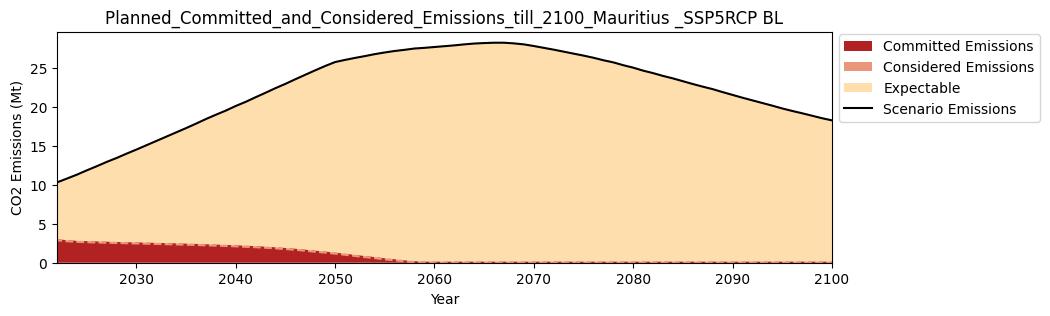 Planned_Committed_and_Considered_Emissions_till_2100_Mauritius _SSP5RCP BL
CO2 Emissions (Mt)
25
20
15
10
5
0
2030 2040 2050 2060 2070 2080 2090 2100
Year
Committed Emissions
Considered Emissions
Expectable
Scenario Emissions